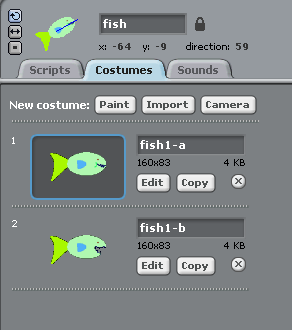 fish
x: -64 y: -9 direction: 59
Scripts Costumes Sounds
New costume: Paint Import Camera
1
fish1-a
160x83 4 KB
Edit Copy
2
fish1-b
160x83 4 KB
Edit Copy